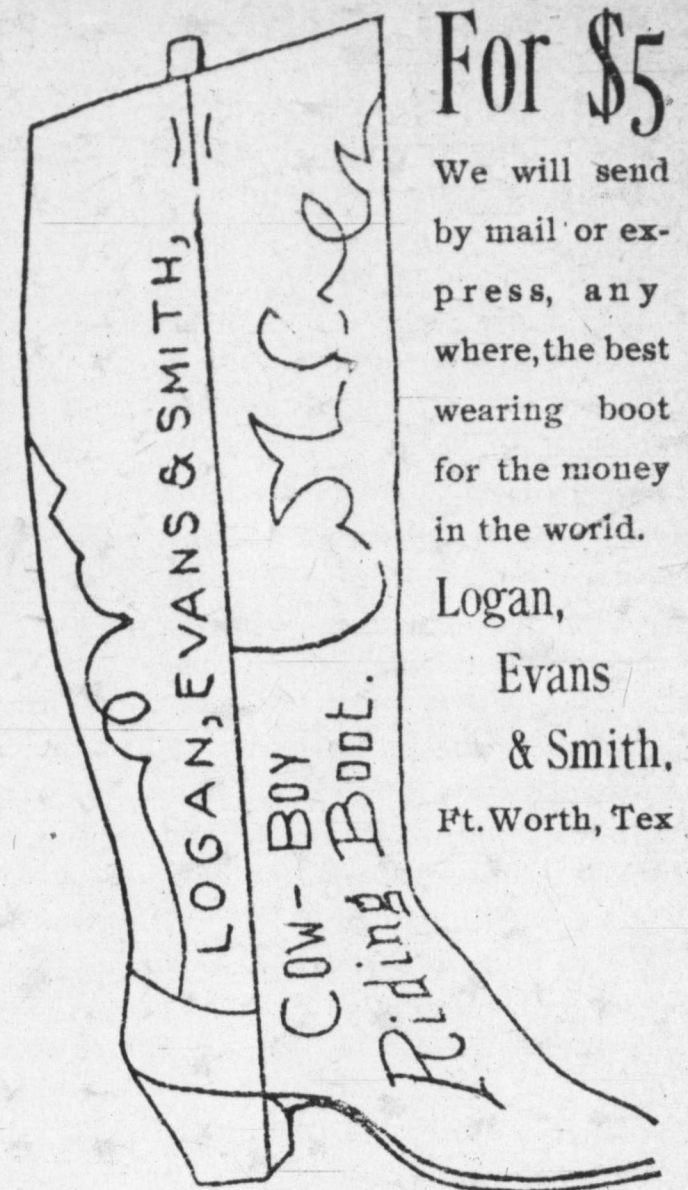 For $5
We will send
by mail or ex-
press, any
where, the best
wearing boot
for the money
in the world.
Logan,
Evans
& Smith,
Ft. Worth, Tex
LOGAN, EVANS & SMITH,
COW-BOY
Riding Boot.